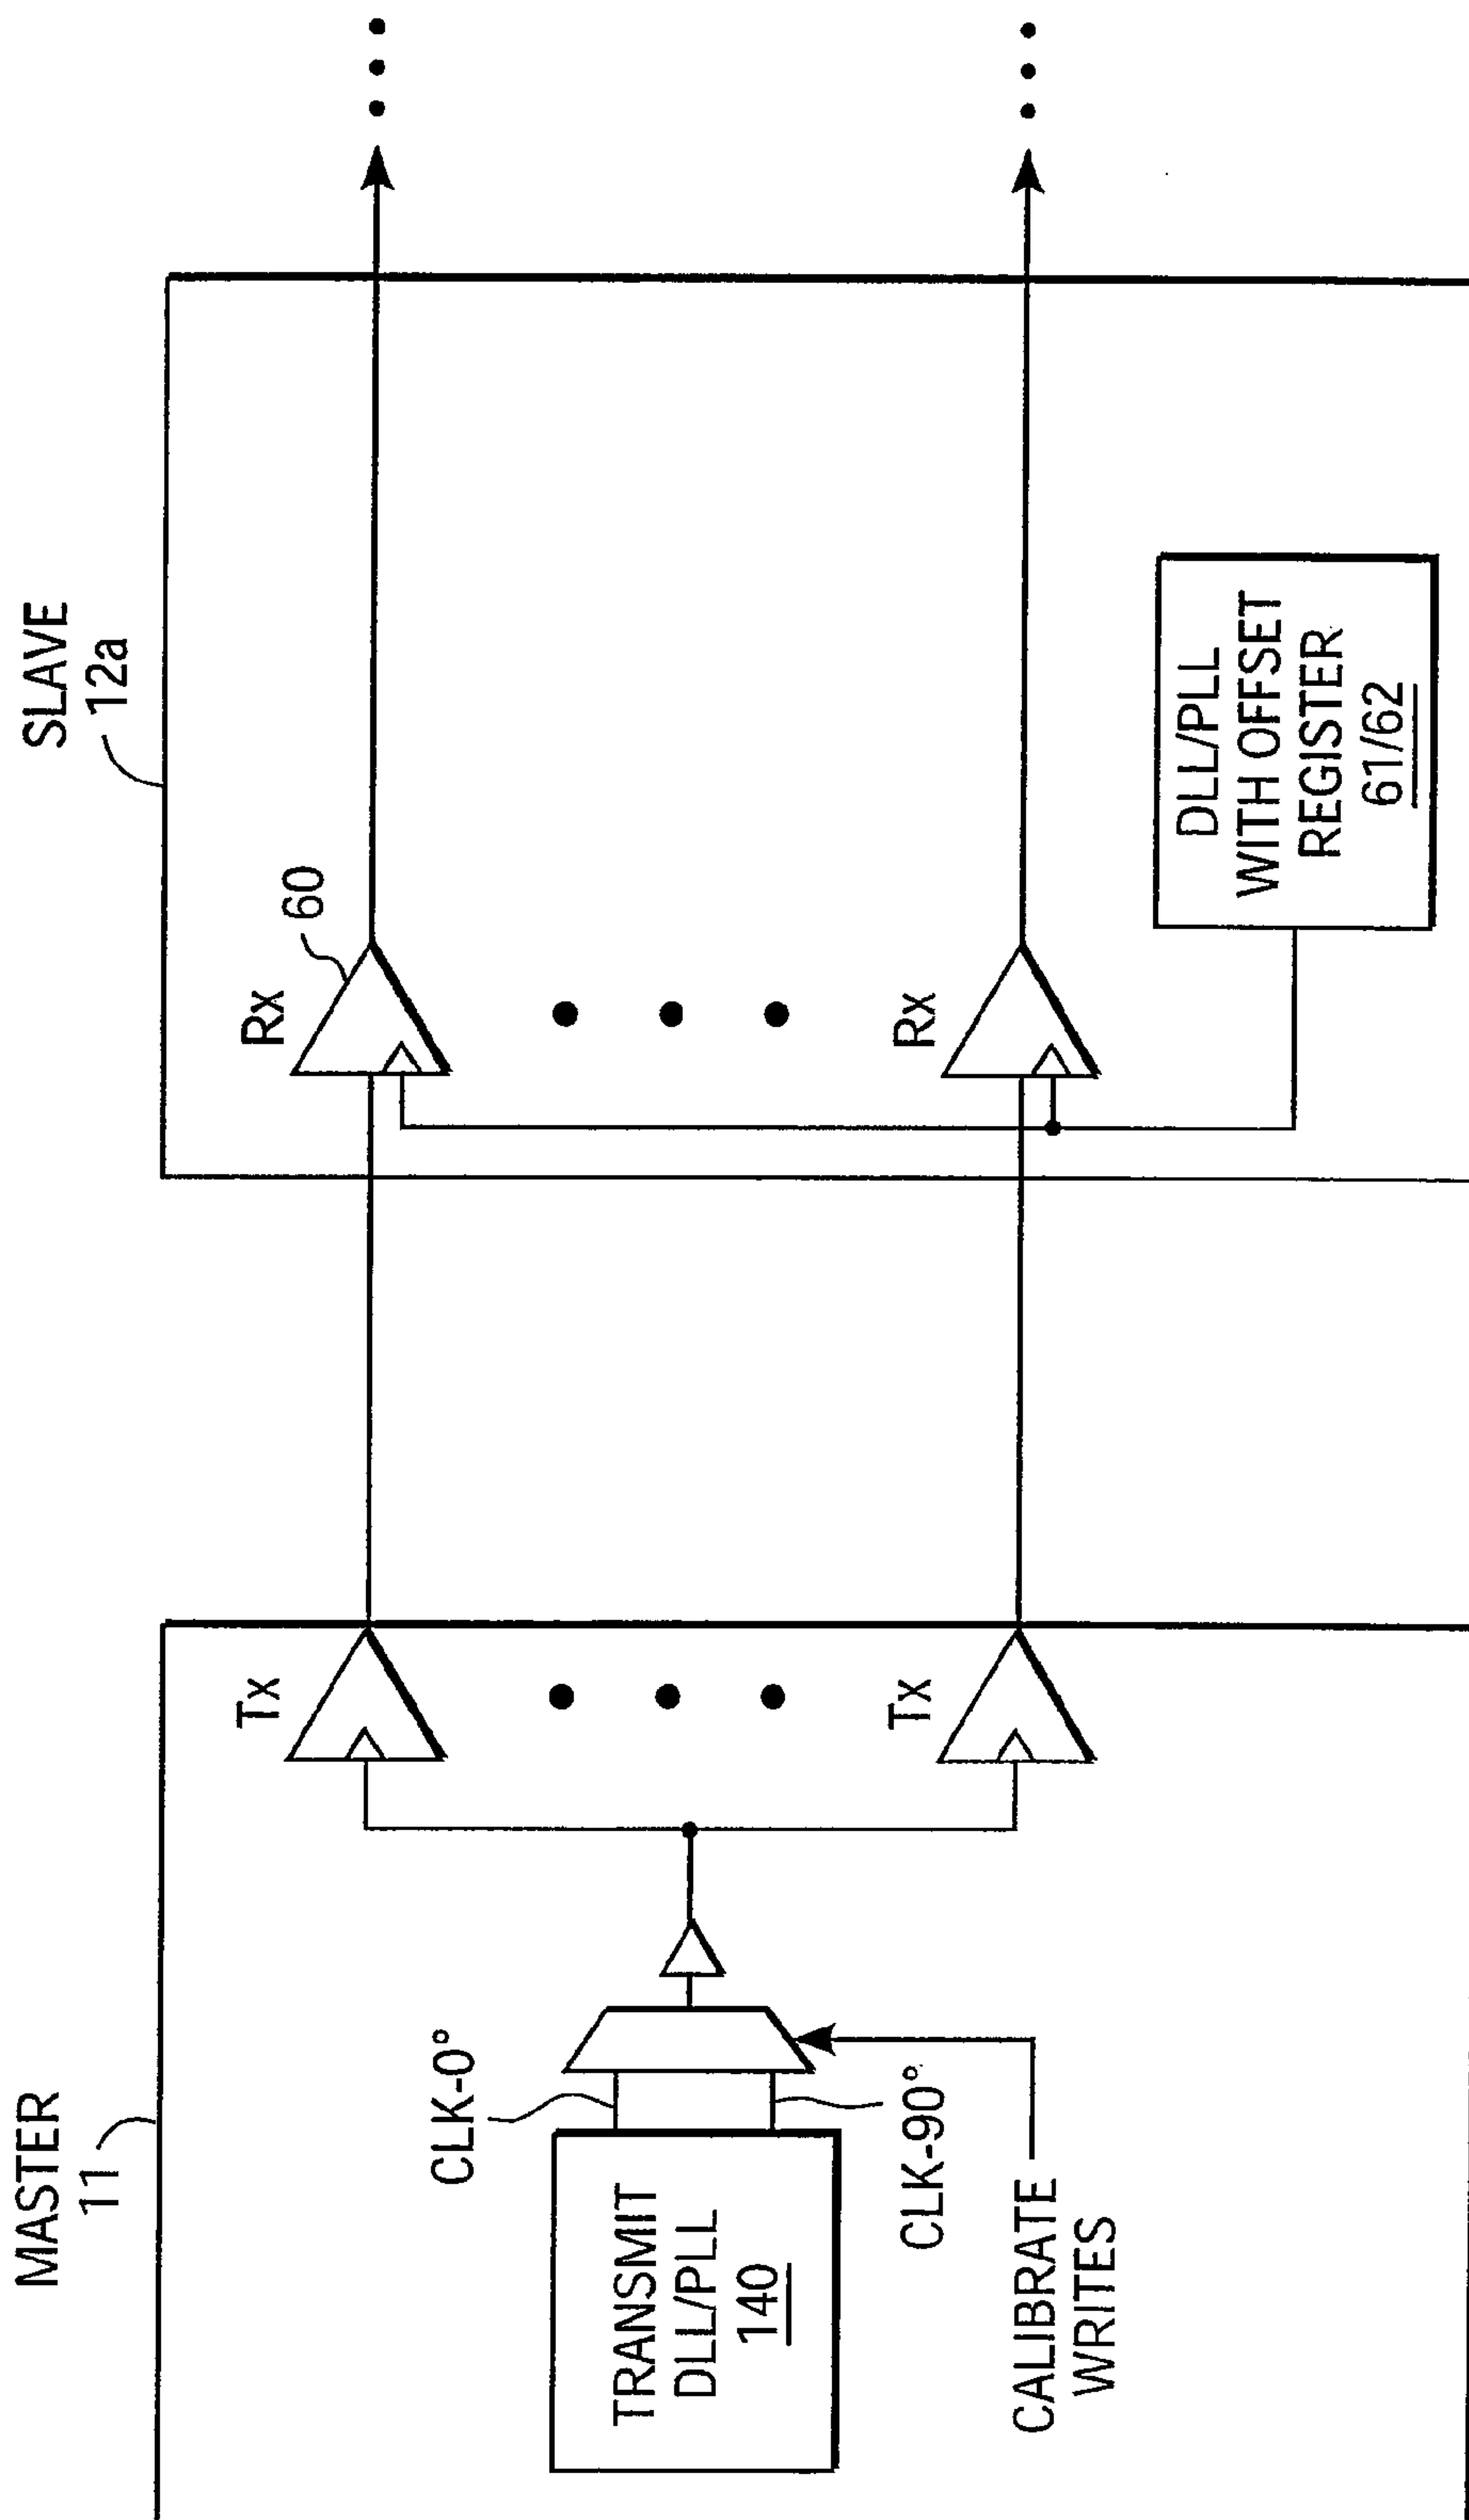 MASTER
11
CLK-0°
TRANSMIT
DLL/PLL
140
CLK-90°
CALIBRATE
WRITES
Tx
Tx
SLAVE
12a
Rx
60
Rx
DLL/PLL
WITH OFFSET
REGISTER
61/62